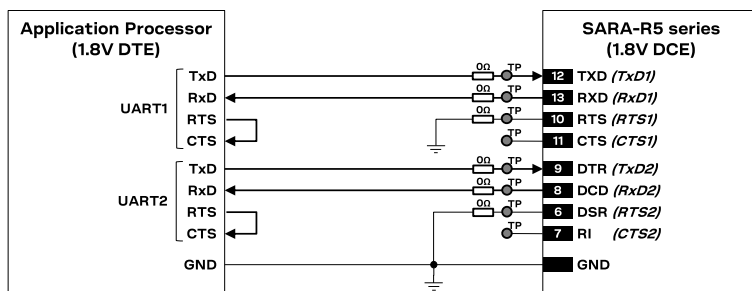 Application Processor
(1.8V DTE)
SARA-R5 series
(1.8V DCE)
UART1
TxD
0Ω
TP
12
TXD (TxD1)
RxD
0Ω
TP
13
RXD (RxD1)
RTS
0Ω
TP
10
RTS (RTS1)
CTS
TP
11
CTS (CTS1)
UART2
TxD
0Ω
TP
9
DTR (TxD2)
RxD
0Ω
TP
8
DCD (RxD2)
RTS
0Ω
TP
6
DSR (RTS2)
CTS
TP
7
RI (CTS2)
GND
GND